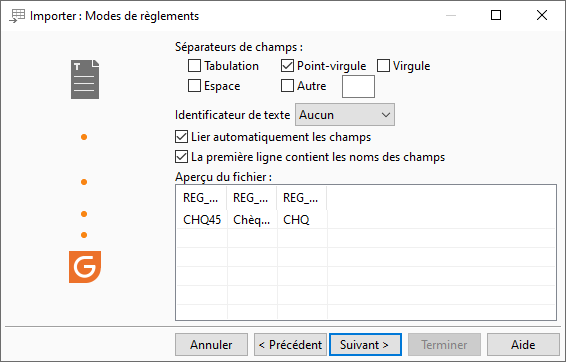 Importer : Modes de règlements
Séparateurs de champs :
Tabulation Point-virgule Virgule
Espace Autre
Identificateur de texte Aucun
Lier automatiquement les champs
La première ligne contient les noms des champs
Aperçu du fichier :
REG_... REG_... REG_...
CHQ45 Chèq... CHQ
Annuler < Précédent Suivant > Terminer Aide